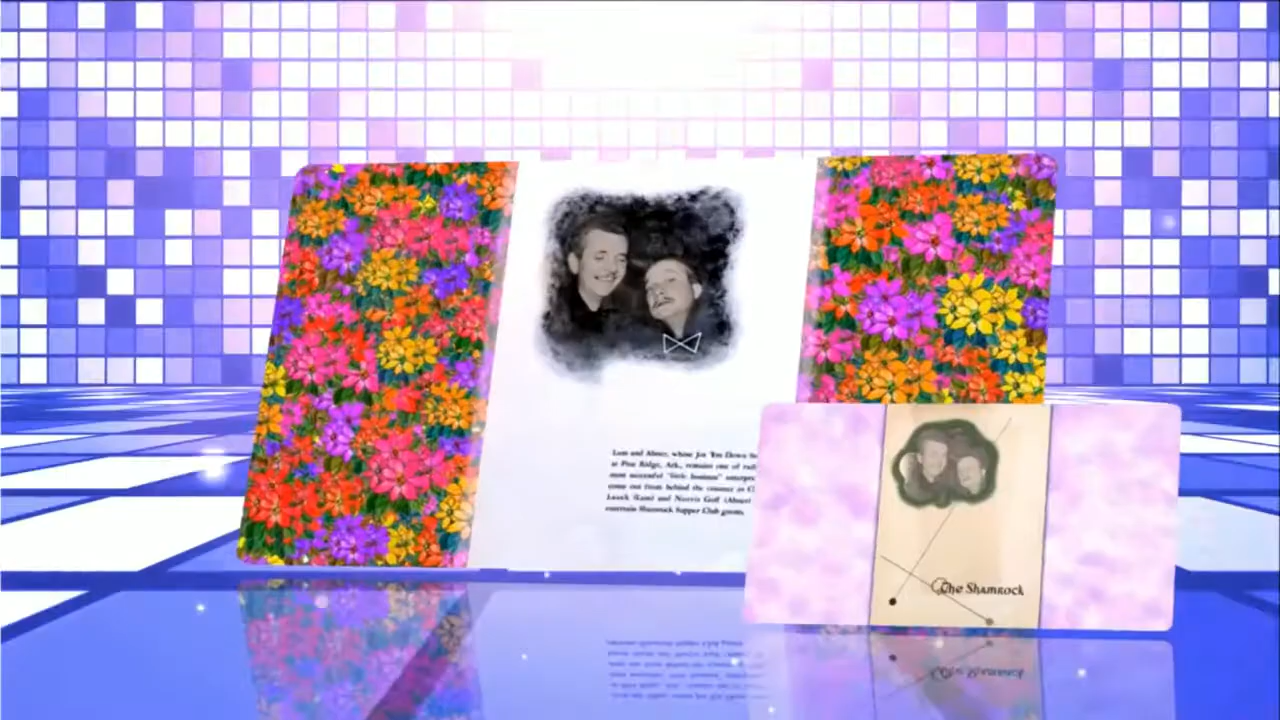 Lum and Abner, whose Jot 'Em Down
at Pine Ridge, Ark., remains one of
most successful "little business"
come out from behind the counter
Lauck (Lum) and Norris Goff (Abner)
entertain Shamrock Supper Club guests.
The Shamrock